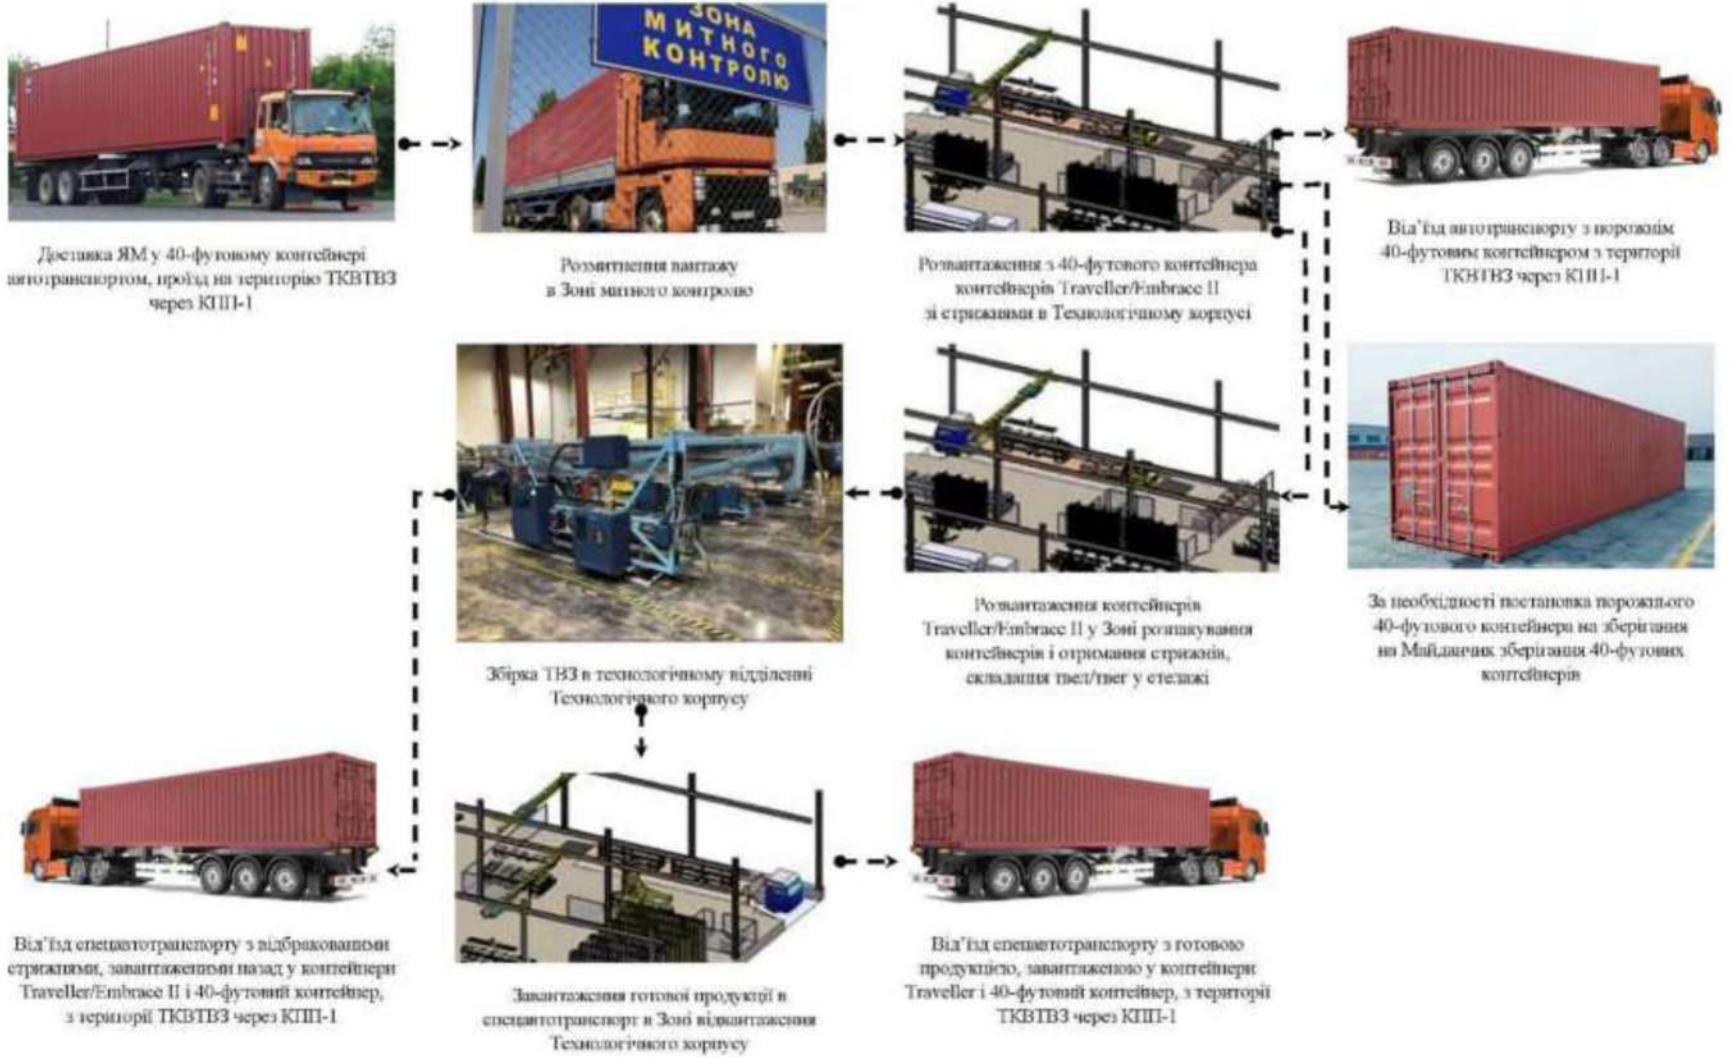 ЗОНА
МИТНОГО
КОНТРОЛЮ
Доставка ЯМ у 40-футовому контейнері
автотранспортом, проїзд на територію ТКВТВЗ
через КПП-1
Розмитнення вантажу
в Зоні митного контролю
Розвантаження з 40-футового контейнера
контейнерів Traveller/Embrace II
зі стрижнями в Технологічному корпусі
Від'їзд автотранспорту з порожнім
40-футовим контейнером з території
ТКВТВЗ через КПП-1
Збірка ТВЗ в технологічному відділенні
Технологічного корпусу
Розвантаження контейнерів
Traveller/Embrace II у Зоні розпакування
контейнерів і отримання стрижнів,
складання твел/твег у стелажі
За необхідності постановка порожнього
40-футового контейнера на зберігання
на Майданчик зберігання 40-футових
контейнерів
Від'їзд спецавтотранспорту з відбракованими
стрижнями, завантаженими назад у контейнери
Traveller/Embrace II і 40-футовий контейнер,
з території ТКВТВЗ через КПП-1
Завантаження готової продукції в
спецавтотранспорт в Зоні відвантаження
Технологічного корпусу
Від'їзд спецавтотранспорту з готовою
продукцією, завантаженою у контейнери
Traveller і 40-футовий контейнер, з території
ТКВТВЗ через КПП-1